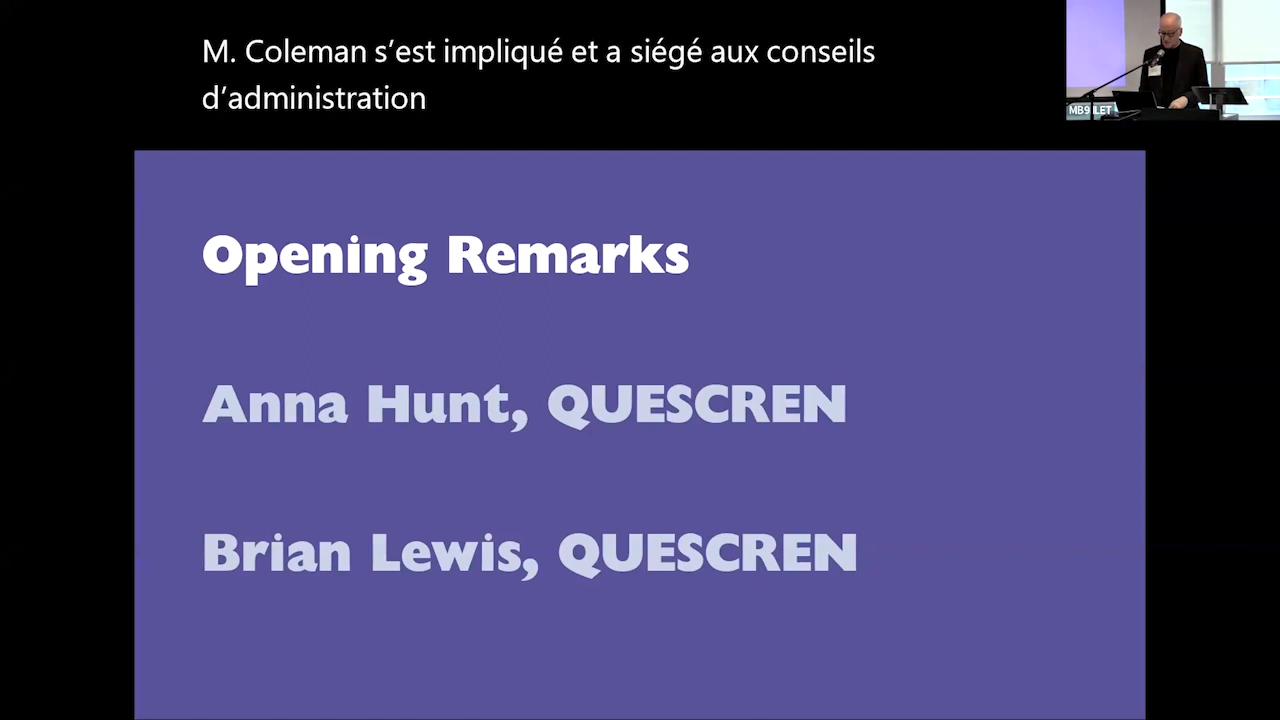 M. Coleman s’est impliqué et a siégé aux conseils
d’administration
Opening Remarks
Anna Hunt, QUESCREN
Brian Lewis, QUESCREN